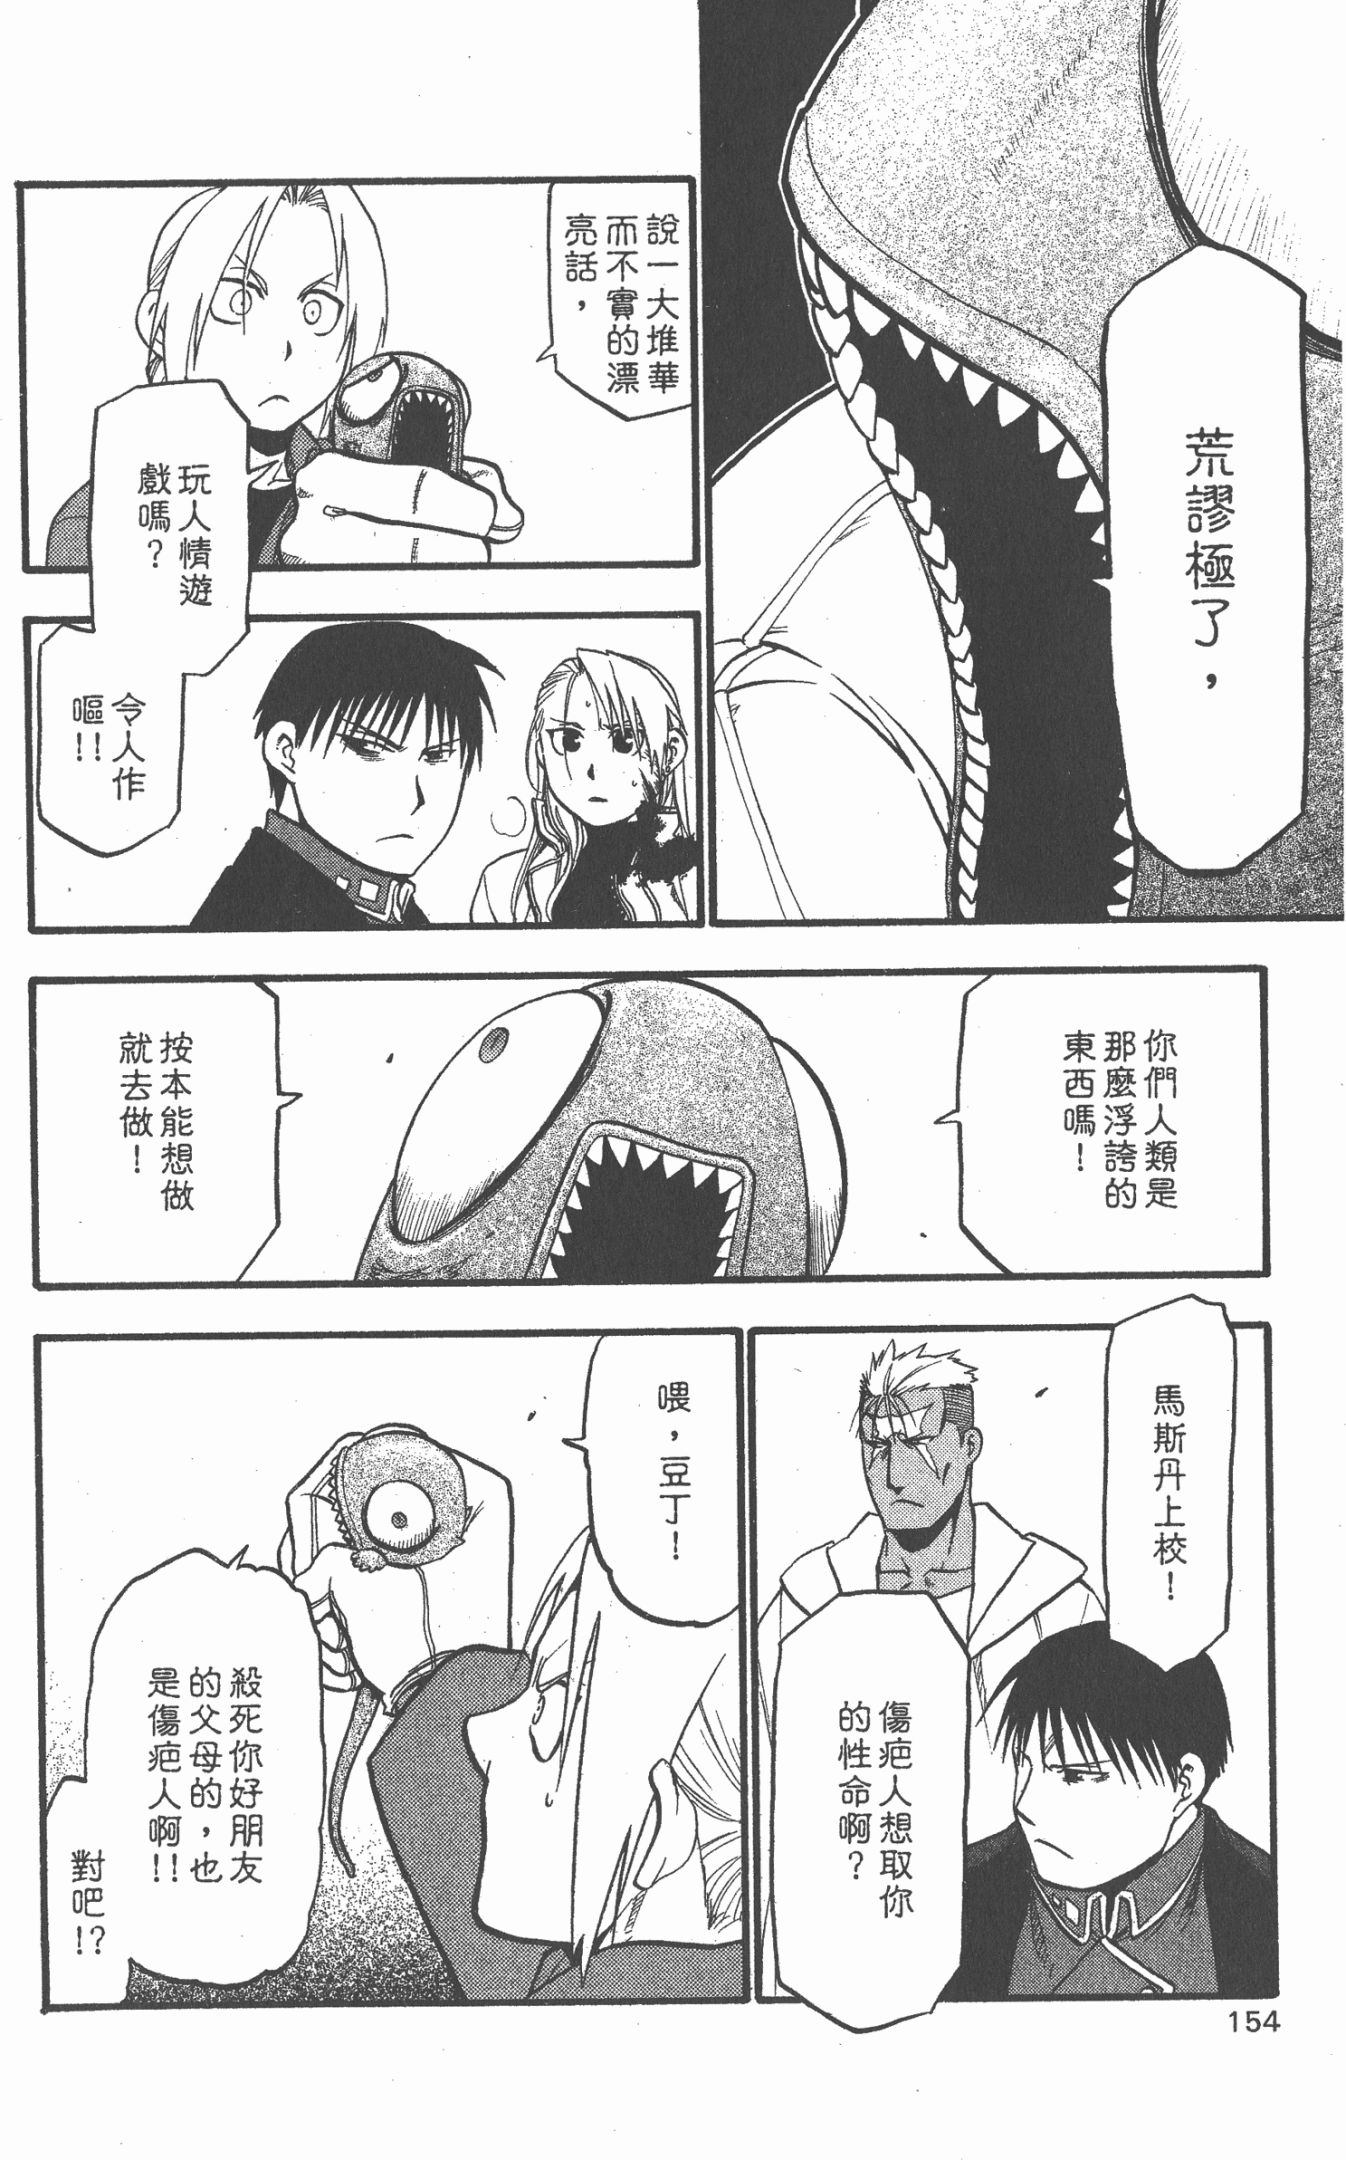 荒謬極了，
說一大堆華
而不實的漂
亮話，
玩人情遊
戲嗎？
令人作
嘔!!
你們人類是
那麼浮誇的
東西嗎！
按本能想做
就去做！
馬斯丹上校！
傷疤人想取你
的性命啊？
喂，豆丁！
殺死你好朋友
的父母的，也
是傷疤人啊!!
對吧!?
154